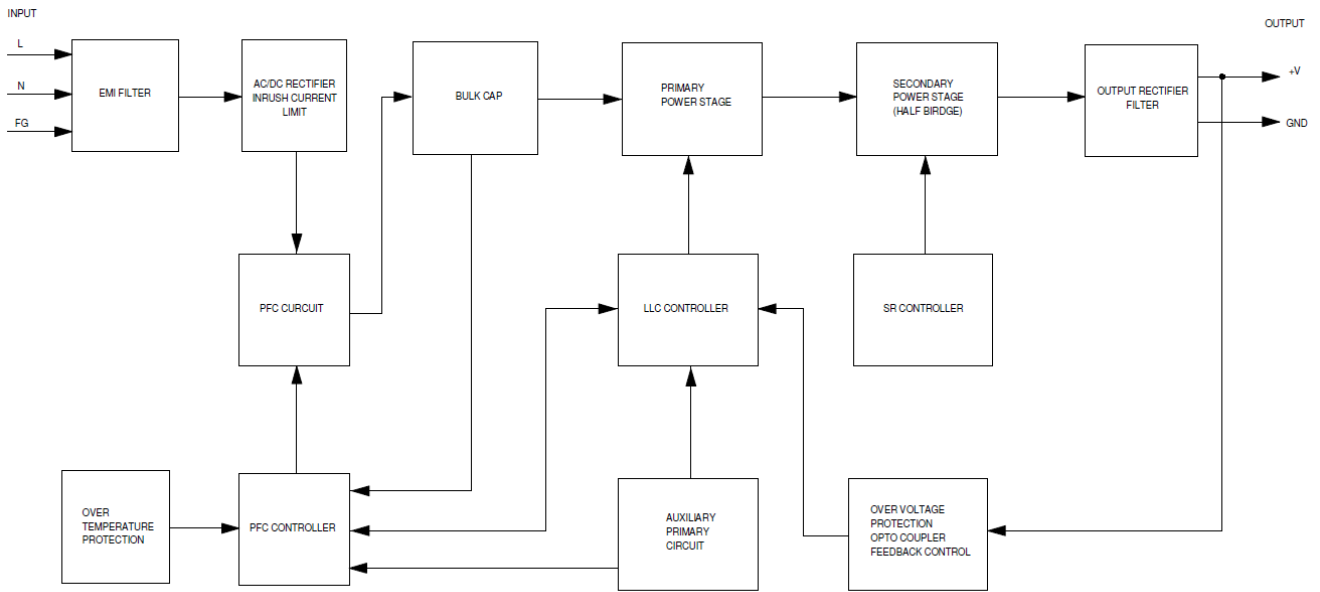 INPUT
OUTPUT
L
N
FG
EMI FILTER
AC/DC RECTIFIER
INRUSH CURRENT
LIMIT
BULK CAP
PRIMARY
POWER STAGE
SECONDARY
POWER STAGE
(HALF BIRDGE)
OUTPUT RECTIFIER
FILTER
+V
GND
PFC CURCUIT
LLC CONTROLLER
SR CONTROLLER
OVER
TEMPERATURE
PROTECTION
PFC CONTROLLER
AUXILIARY
PRIMARY
CIRCUIT
OVER VOLTAGE
PROTECTION
OPTO COUPLER
FEEDBACK CONTROL